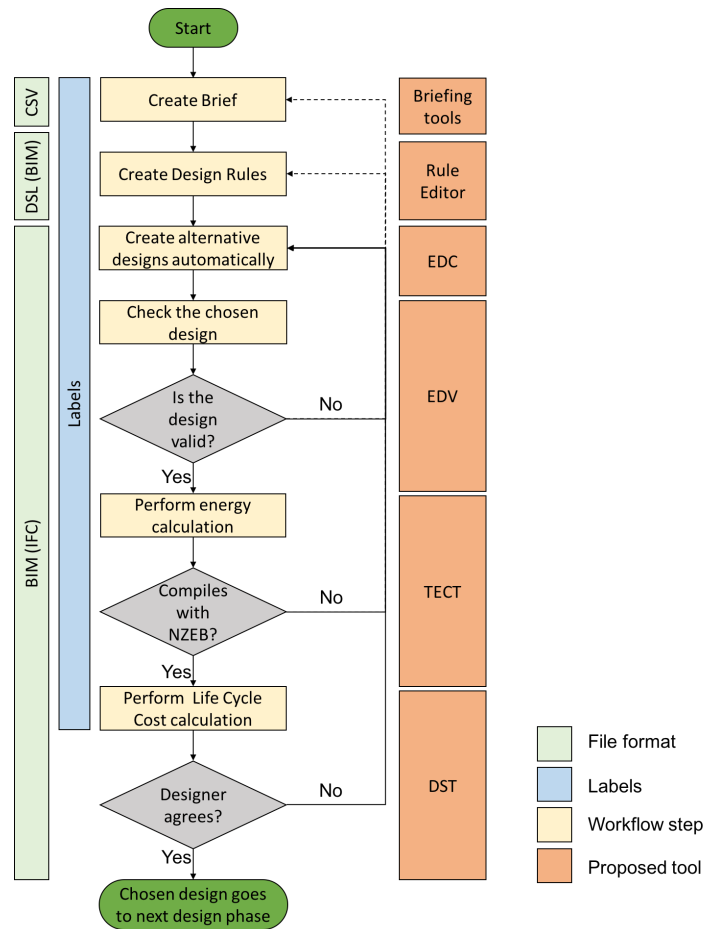 Start
CSV
Create Brief
Briefing
tools
DSL (BIM)
Create Design Rules
Rule
Editor
Create alternative
designs automatically
EDC
Check the chosen
design
Labels
Is the
design
valid?
No
EDV
Yes
Perform energy
calculation
BIM (IFC)
Compiles
with
NZEB?
No
TECT
Yes
Perform Life Cycle
Cost calculation
Designer
agrees?
No
DST
Yes
Chosen design goes
to next design phase
File format
Labels
Workflow step
Proposed tool